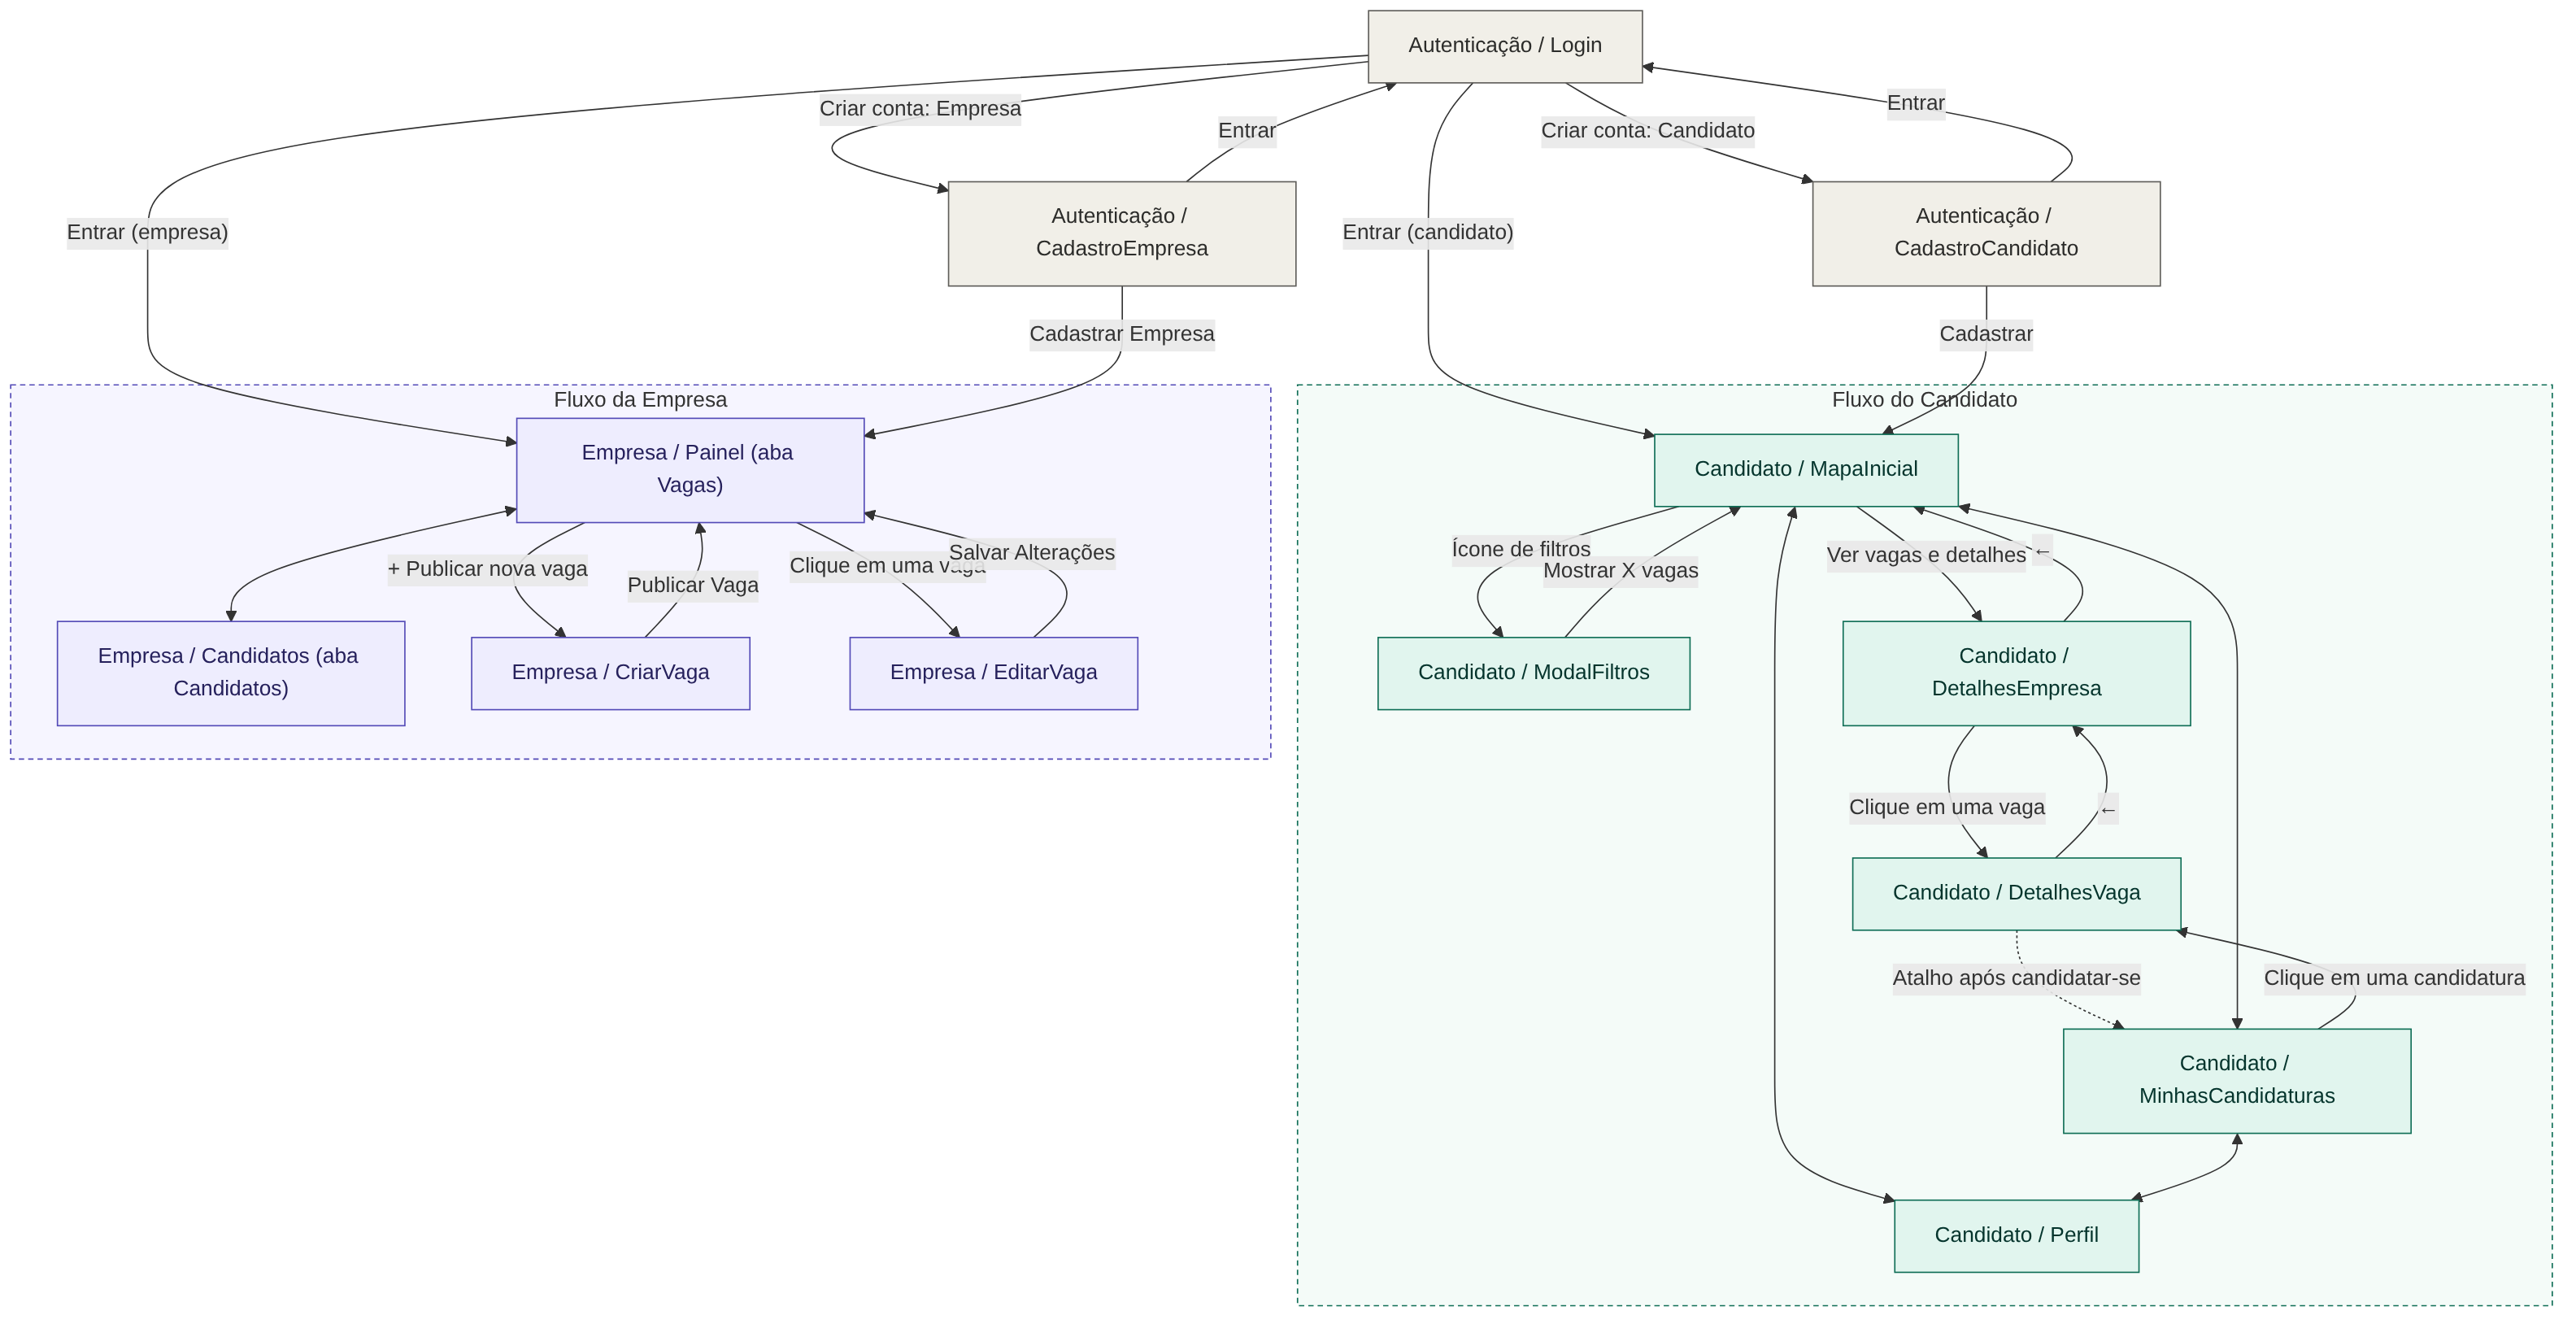 Autenticação / Login
Criar conta: Empresa
Entrar
Criar conta: Candidato
Entrar
Entrar (empresa)
Autenticação /
CadastroEmpresa
Entrar (candidato)
Autenticação /
CadastroCandidato
Cadastrar Empresa
Cadastrar
Fluxo da Empresa
Empresa / Painel (aba
Vagas)
+ Publicar nova vaga
Publicar Vaga
Clique em uma vaga
Salvar Alterações
Empresa / Candidatos (aba
Candidatos)
Empresa / CriarVaga
Empresa / EditarVaga
Fluxo do Candidato
Candidato / MapaInicial
Ícone de filtros
Mostrar X vagas
Ver vagas e detalhes
←
Candidato / ModalFiltros
Candidato /
DetalhesEmpresa
Clique em uma vaga
←
Candidato / DetalhesVaga
Atalho após candidatar-se
Clique em uma candidatura
Candidato /
MinhasCandidaturas
Candidato / Perfil